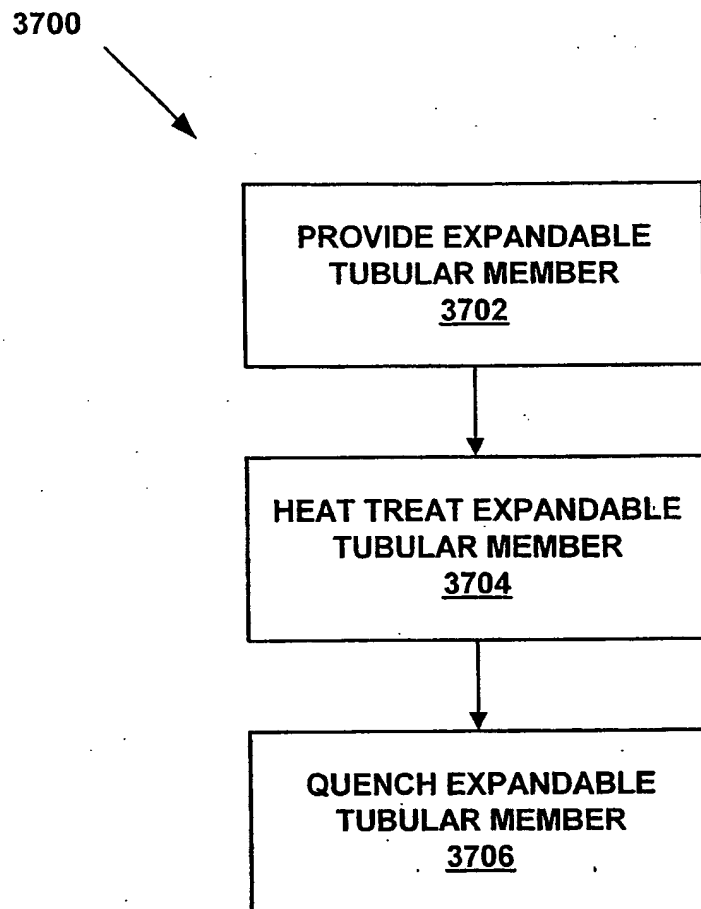 3700
PROVIDE EXPANDABLE
TUBULAR MEMBER
3702
HEAT TREAT EXPANDABLE
TUBULAR MEMBER
3704
QUENCH EXPANDABLE
TUBULAR MEMBER
3706